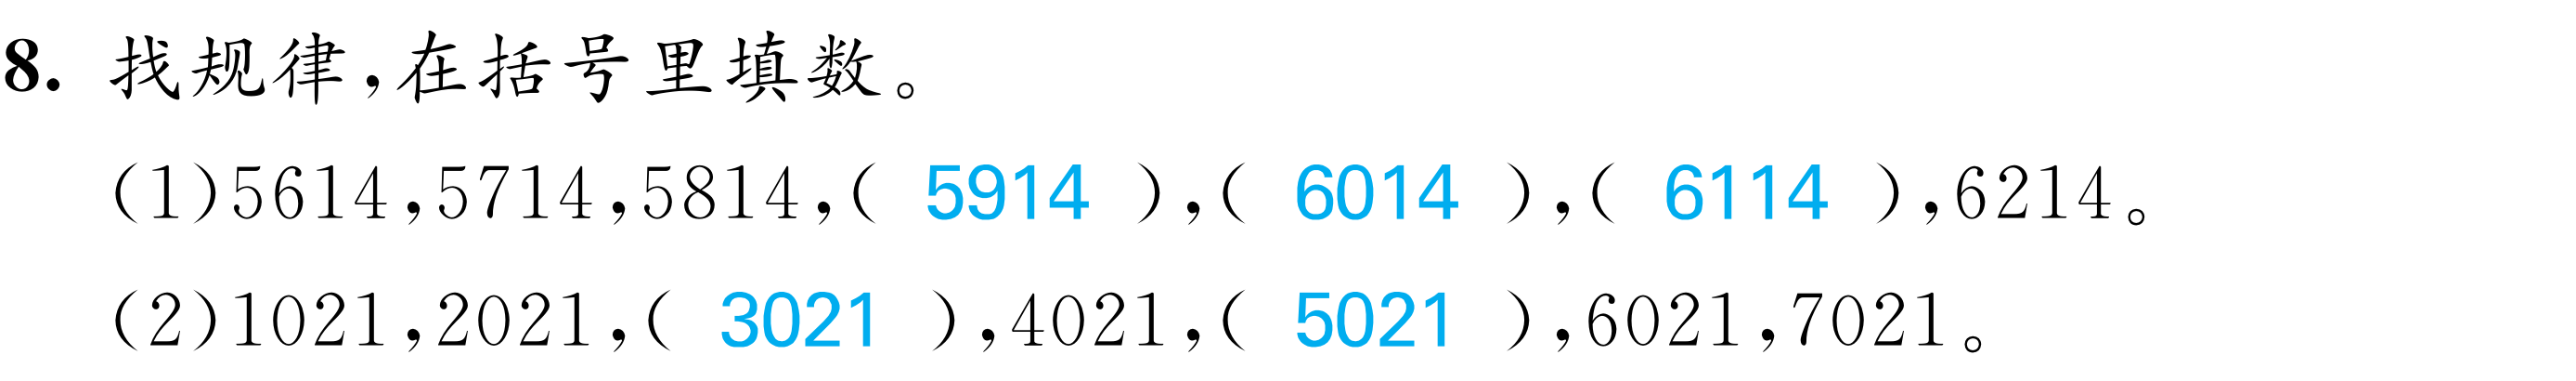 8. 找规律,在括号里填数。
(1)5614,5714,5814,( 5914 ),( 6014 ),( 6114 ),6214。
(2)1021,2021,( 3021 ),4021,( 5021 ),6021,7021。